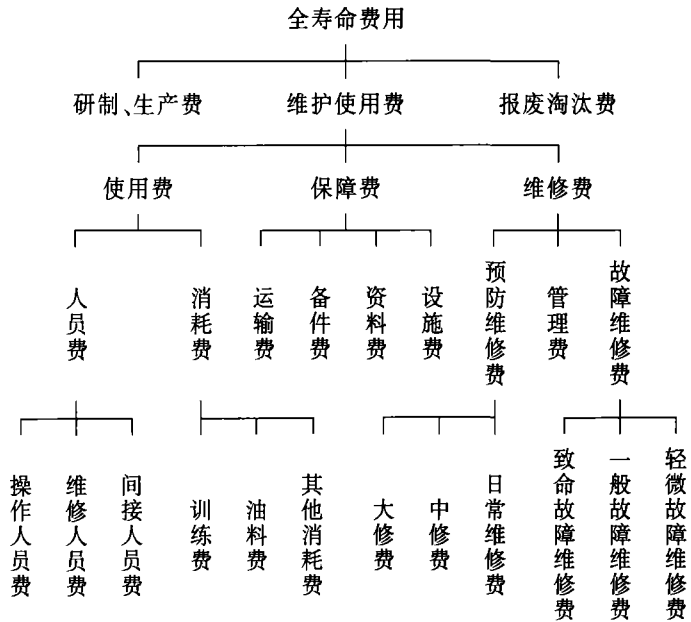 全寿命费用
研制、生产费
维护使用费
报废淘汰费
使用费
保障费
维修费
人员费
消耗费
运输费
备件费
资料费
设施费
预防维修费
管理费
故障维修费
操作人员费
维修人员费
间接人员费
训练费
油料费
其他消耗费
大修费
中修费
日常维修费
致命故障维修费
一般故障维修费
轻微故障维修费